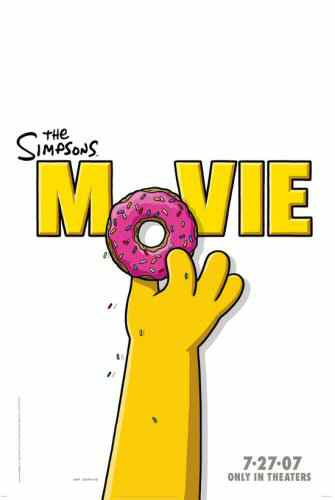 THE
SIMPSONS
MOVIE
7·27·07
ONLY IN THEATERS